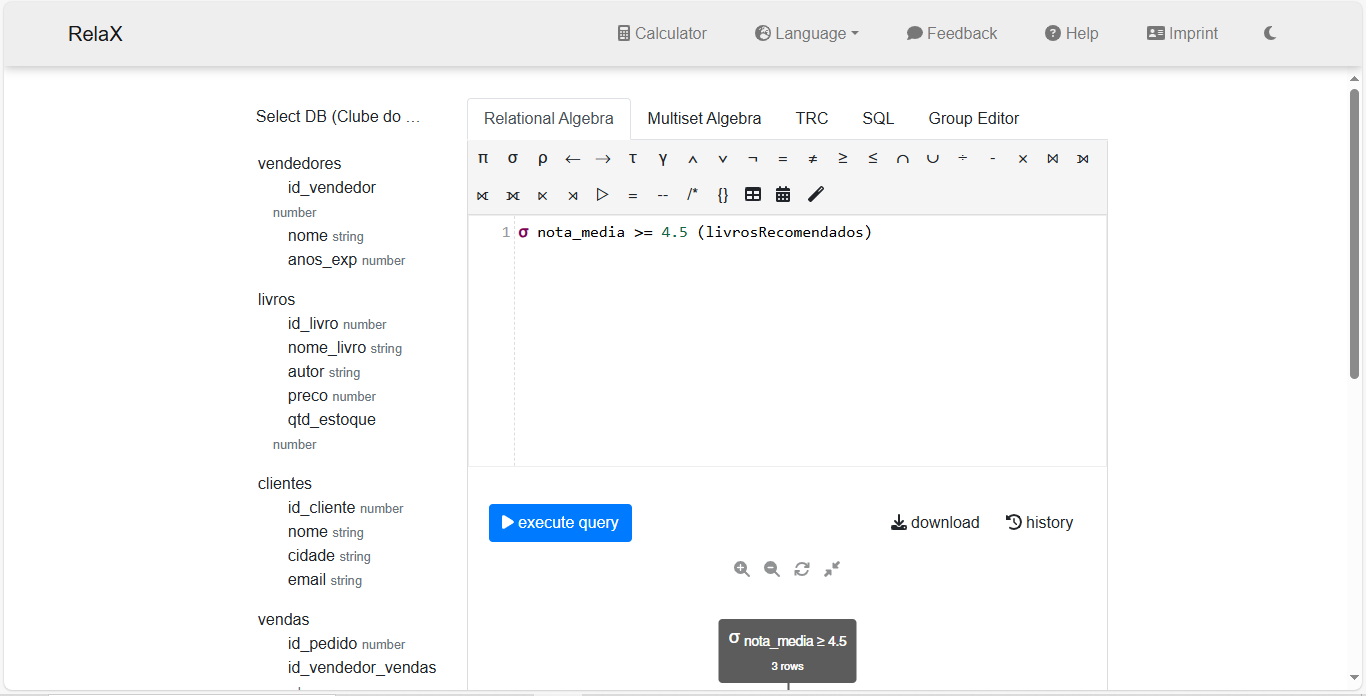 RelaX
Calculator
Language
Feedback
Help
Imprint
Select DB (Clube do …
vendedores
id_vendedor
number
nome string
anos_exp number
livros
id_livro number
nome_livro string
autor string
preco number
qtd_estoque
number
clientes
id_cliente number
nome string
cidade string
email string
vendas
id_pedido number
id_vendedor_vendas
Relational Algebra
Multiset Algebra
TRC
SQL
Group Editor
π σ ρ ← → τ γ ∧ ∨ ¬ = ≠ ≥ ≤ ∩ ∪ ÷ - × ⨝ ⟕
⟖ ⟗ ⋉ ⋊ ▷ = -- /* {}
1 σ nota_media >= 4.5 (livrosRecomendados)
execute query
download
history
σ nota_media ≥ 4.5
3 rows